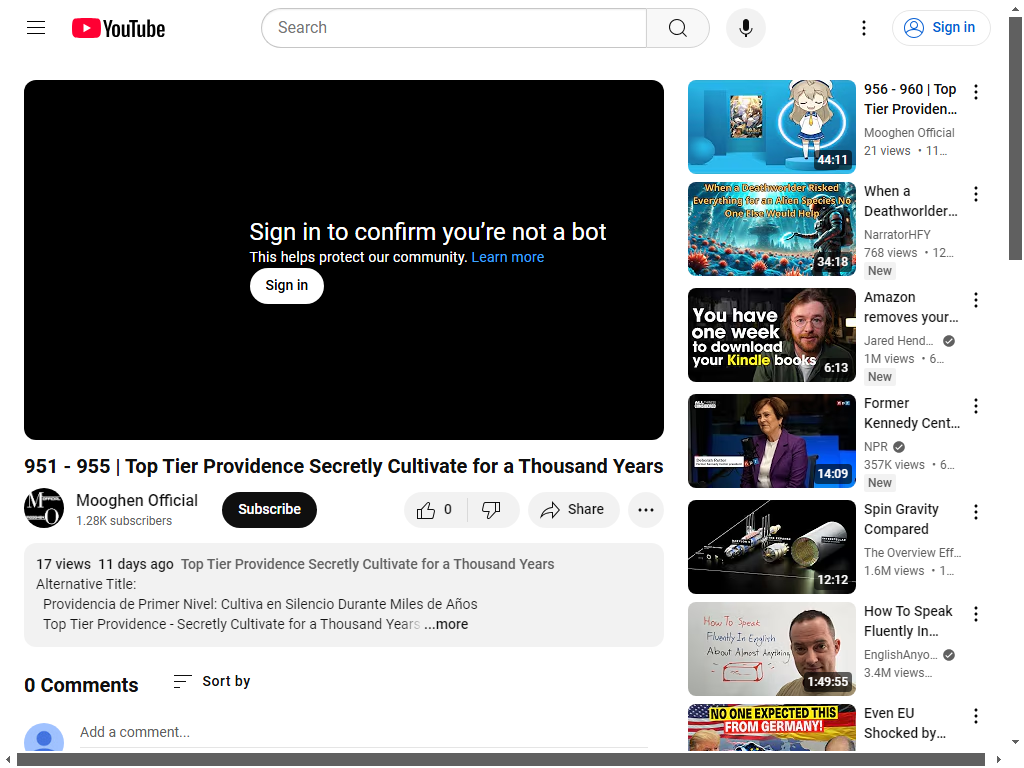 YouTube
Search
Sign in
Sign in to confirm you’re not a bot
This helps protect our community. Learn more
Sign in
951 - 955 | Top Tier Providence Secretly Cultivate for a Thousand Years
Mooghen Official
1.28K subscribers
Subscribe
0
Share
17 views 11 days ago Top Tier Providence Secretly Cultivate for a Thousand Years
Alternative Title:
Providencia de Primer Nivel: Cultiva en Silencio Durante Miles de Años
Top Tier Providence - Secretly Cultivate for a Thousand Years ...more
0 Comments
Sort by
Add a comment...
44:11
956 - 960 | Top
Tier Providen...
Mooghen Official
21 views • 11...
When a Deathworlder Risked
Everything for an Alien Species No
One Else Would Help
34:18
When a
Deathworlder...
NarratorHFY
768 views • 12...
New
You have
one week
to download
your Kindle books
6:13
Amazon
removes your...
Jared Hend...
1M views • 6...
New
14:09
Former
Kennedy Cent...
NPR
357K views • 6...
New
12:12
Spin Gravity
Compared
The Overview Eff...
1.6M views • 1...
How To Speak
Fluently In English
About Almost Anything
1:49:55
How To Speak
Fluently In...
EnglishAnyo...
3.4M views...
NO ONE EXPECTED THIS
FROM GERMANY!
Even EU
Shocked by...